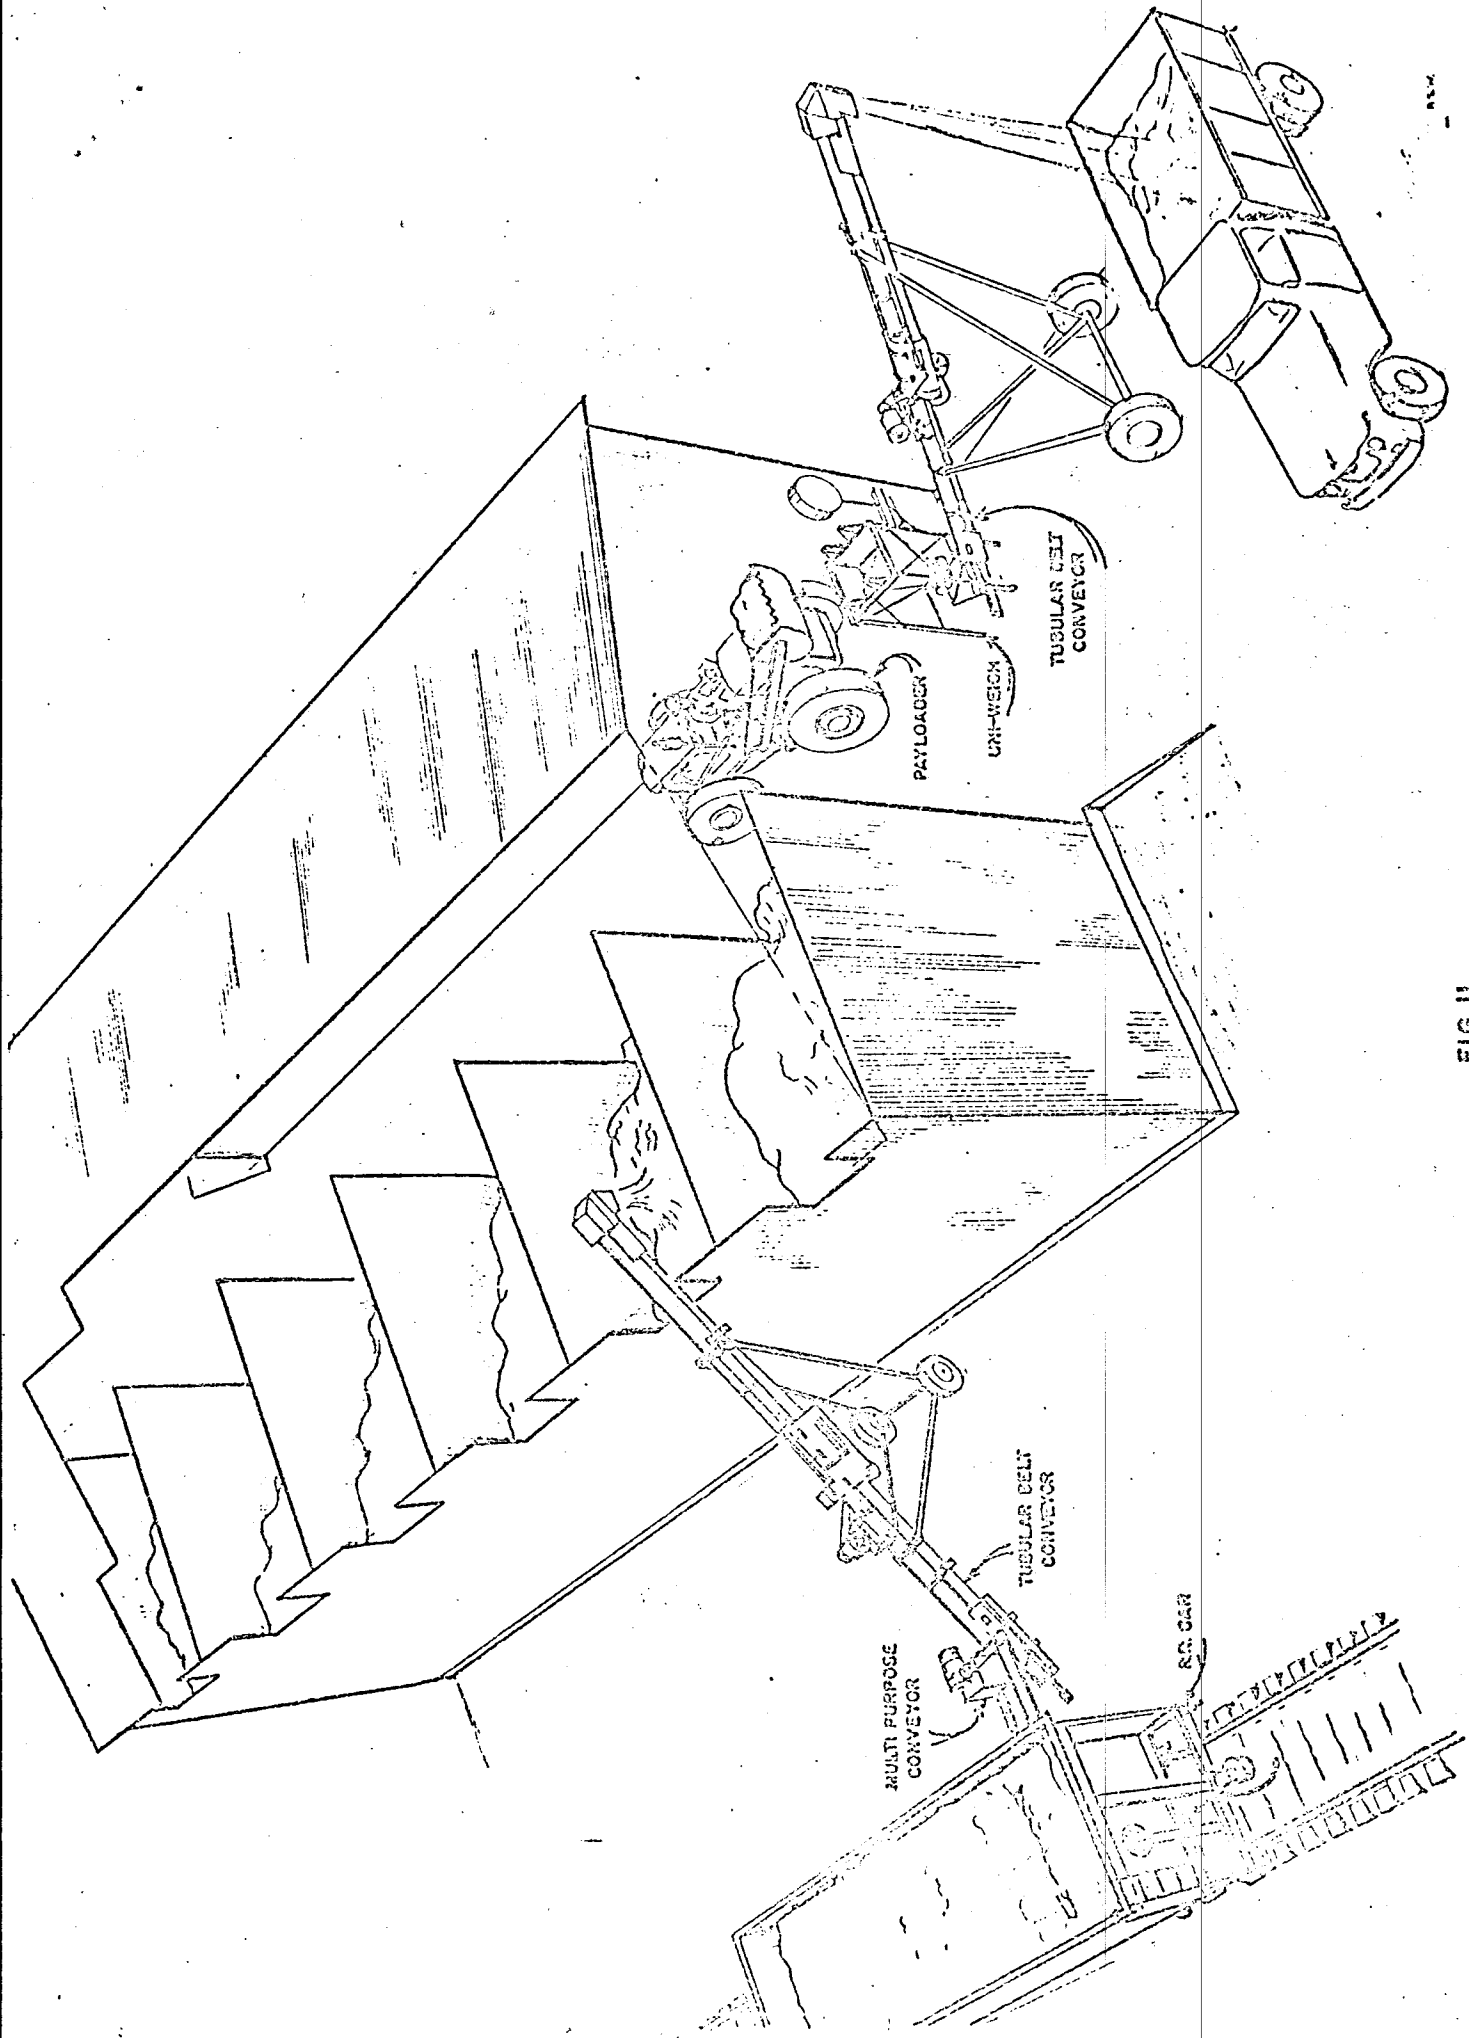 MULTI PURPOSE
CONVEYOR
R.R. CAR
TUBULAR BELT
CONVEYOR
PAYLOADER
UNI-WEIGH
TUBULAR BELT
CONVEYOR
FIG. 11